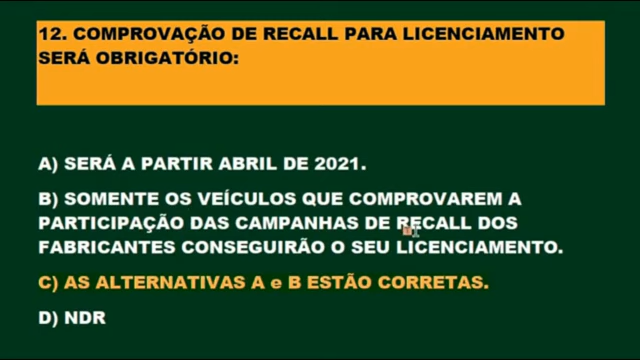 12. COMPROVAÇÃO DE RECALL PARA LICENCIAMENTO
SERÁ OBRIGATÓRIO:
A) SERÁ A PARTIR ABRIL DE 2021.
B) SOMENTE OS VEÍCULOS QUE COMPROVAREM A
PARTICIPAÇÃO DAS CAMPANHAS DE RECALL DOS
FABRICANTES CONSEGUIRÃO O SEU LICENCIAMENTO.
C) AS ALTERNATIVAS A e B ESTÃO CORRETAS.
D) NDR